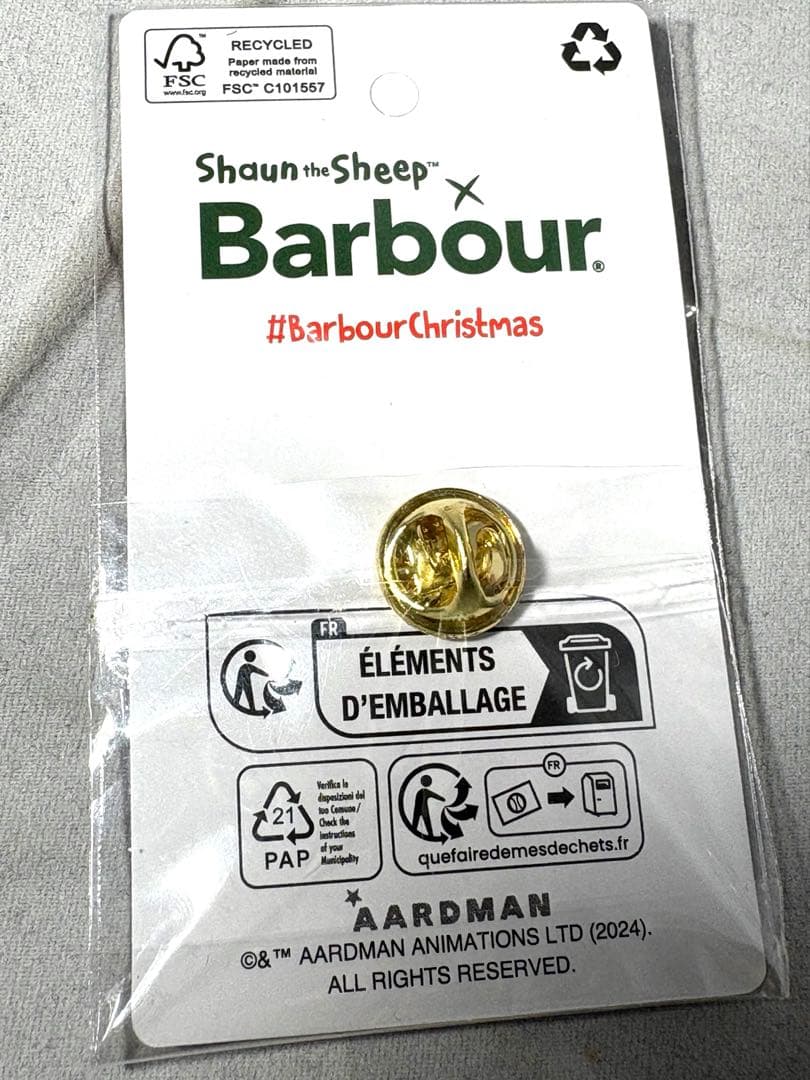 FSC™
www.fsc.org
RECYCLED
Paper made from
recycled material
FSC™ C101557
Shaun the Sheep™
x
Barbour®
#BarbourChristmas
FR
ÉLÉMENTS
D'EMBALLAGE
21
PAP
Verifica le
disposizioni del
tuo Comune/
Check the
instructions
of your
Municipality
FR
quefairedemesdechets.fr
AARDMAN
©&™ AARDMAN ANIMATIONS LTD (2024).
ALL RIGHTS RESERVED.